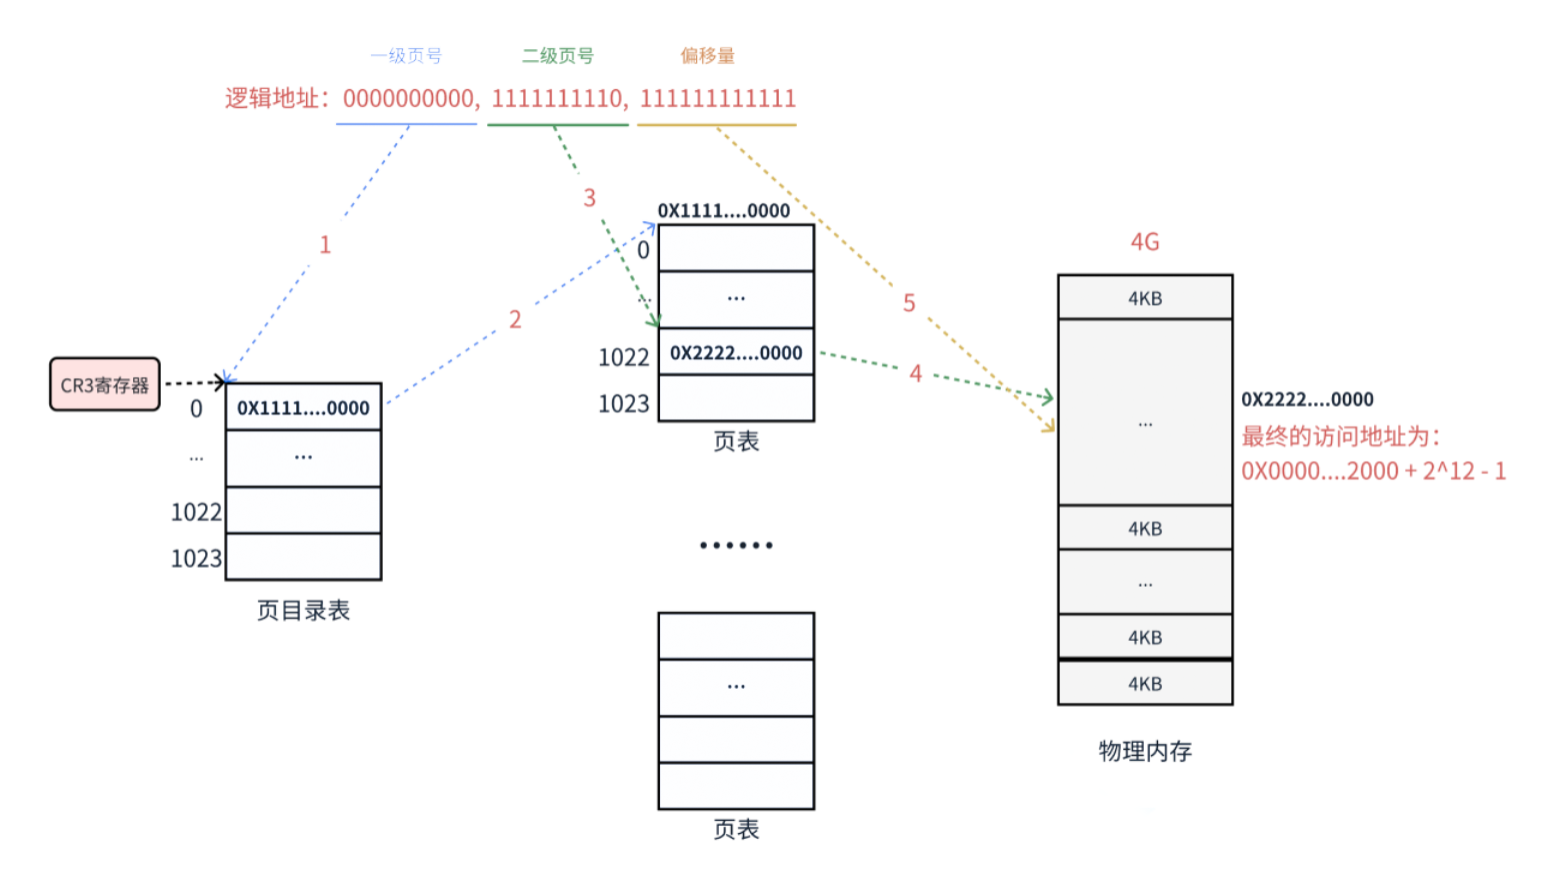 一级页号
二级页号
偏移量
逻辑地址： 0000000000, 1111111110, 111111111111
1
2
3
4
5
CR3寄存器
0
0X1111....0000
...
...
1022
1023
页目录表
0X1111....0000
0
...
...
1022
0X2222....0000
1023
页表
......
...
页表
4G
4KB
...
4KB
...
4KB
4KB
物理内存
0X2222....0000
最终的访问地址为：
0X0000....2000 + 2^12 - 1